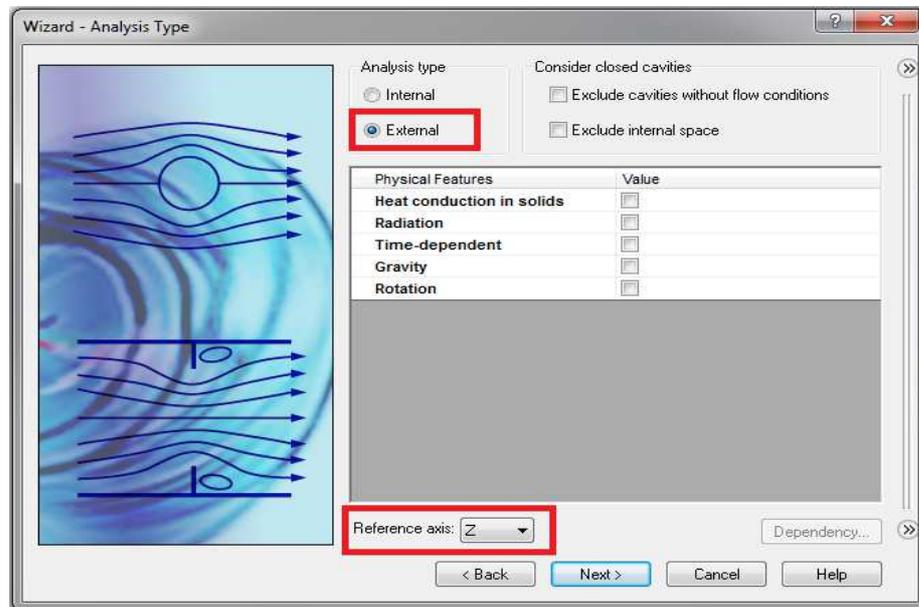 Wizard - Analysis Type
Analysis type
Internal
External
Consider closed cavities
Exclude cavities without flow conditions
Exclude internal space
Physical Features Value
Heat conduction in solids
Radiation
Time-dependent
Gravity
Rotation
Reference axis: Z
Dependency...
< Back Next > Cancel Help